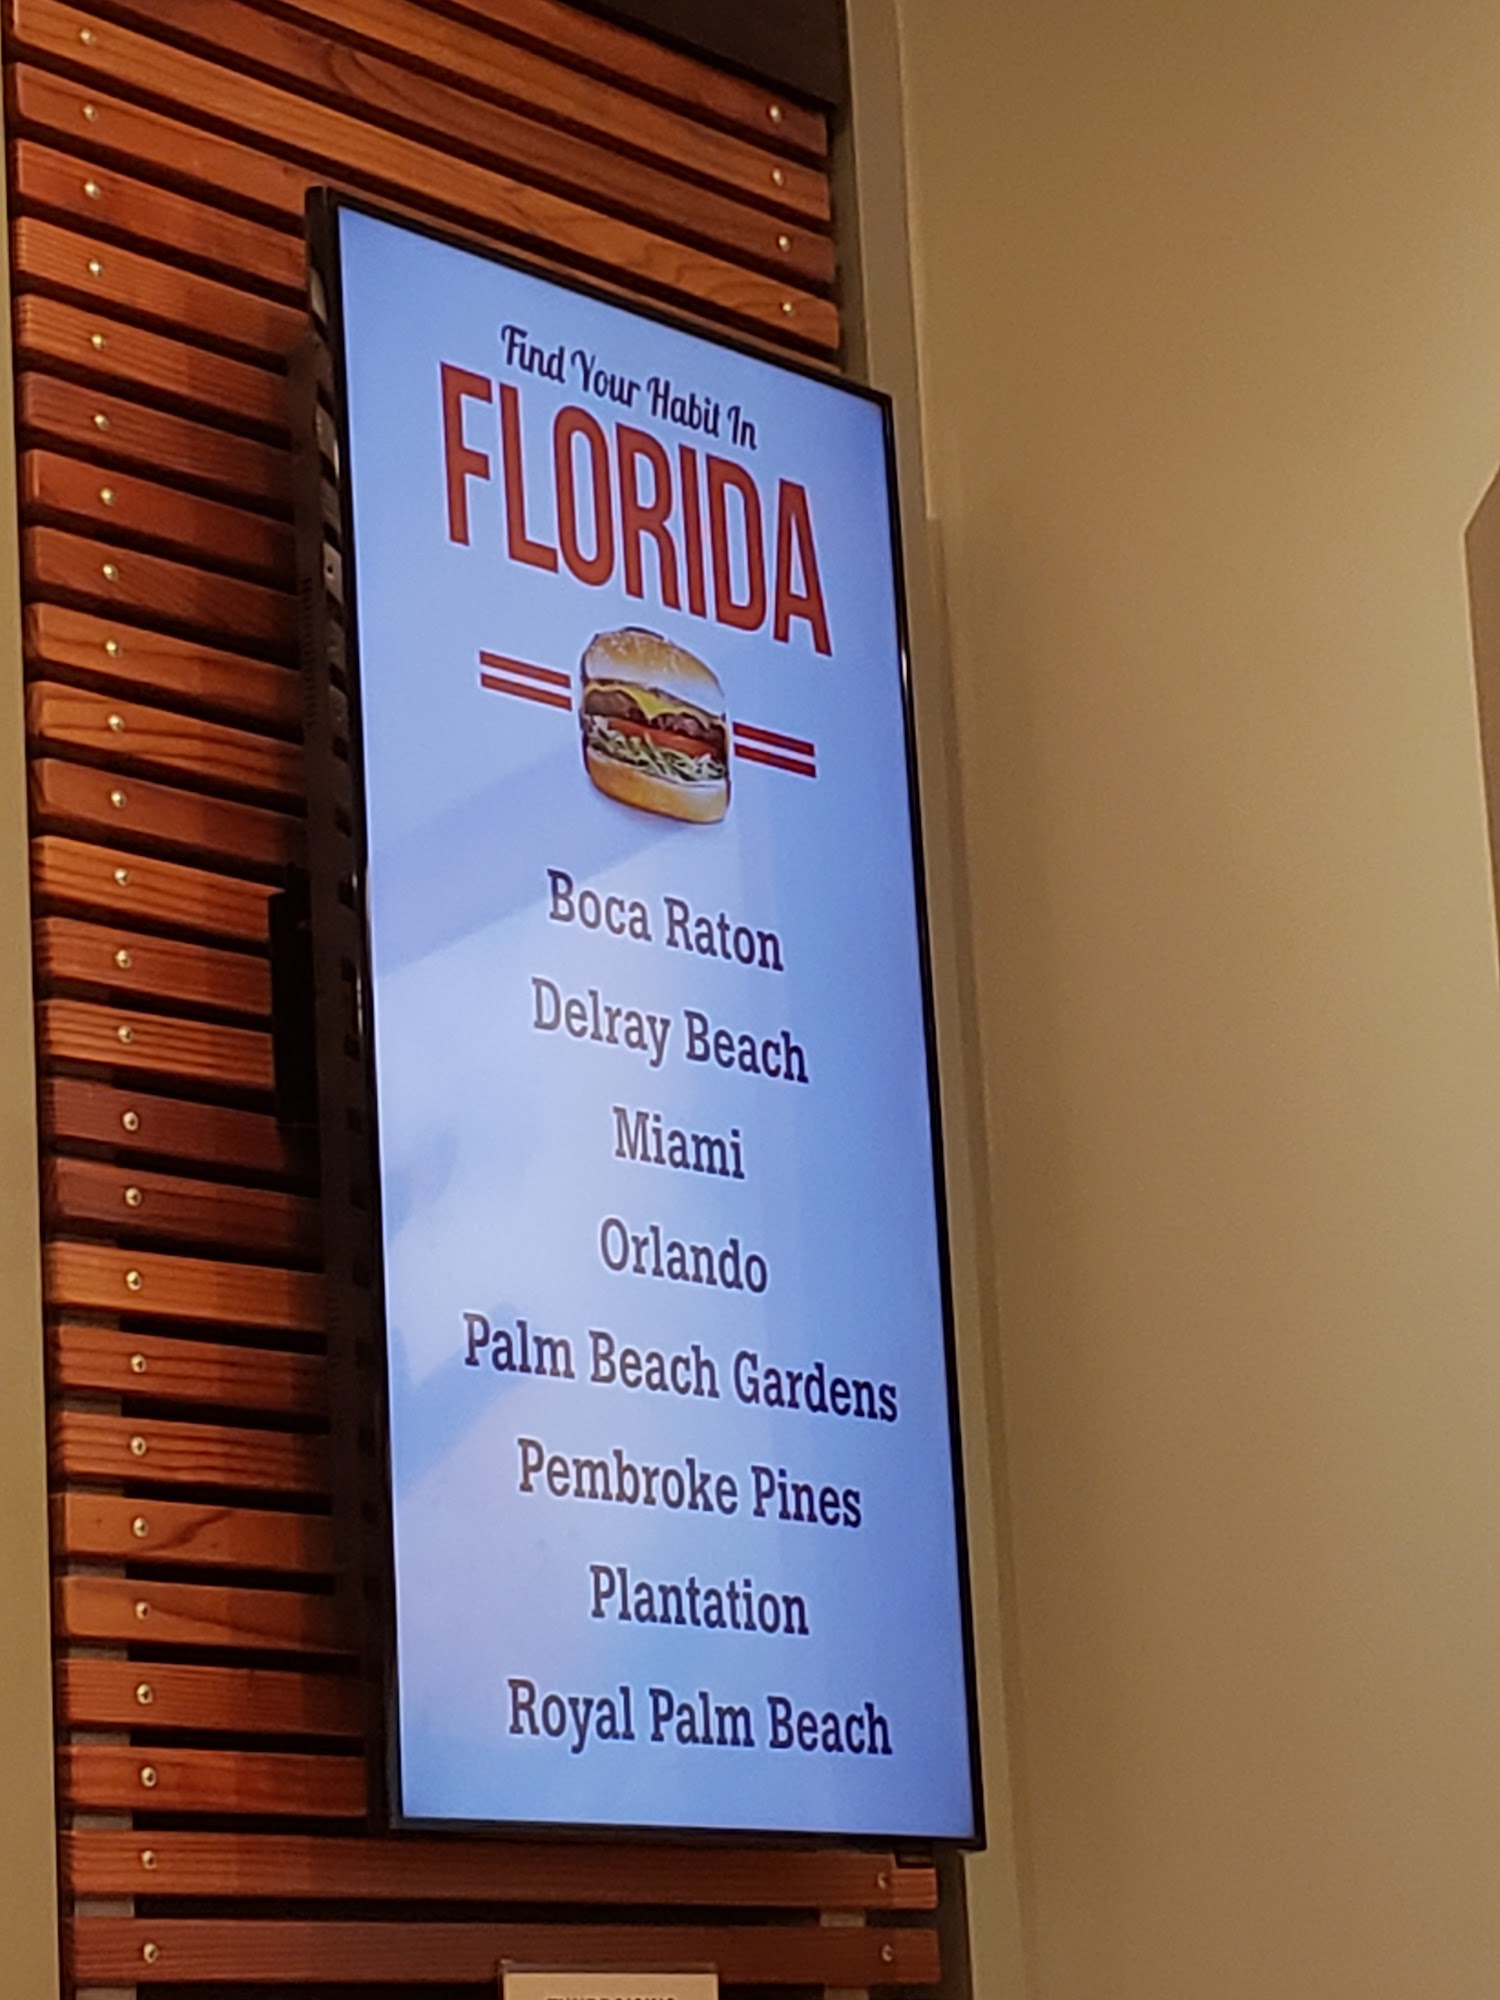 Find Your Habit In
FLORIDA
Boca Raton
Delray Beach
Miami
Orlando
Palm Beach Gardens
Pembroke Pines
Plantation
Royal Palm Beach